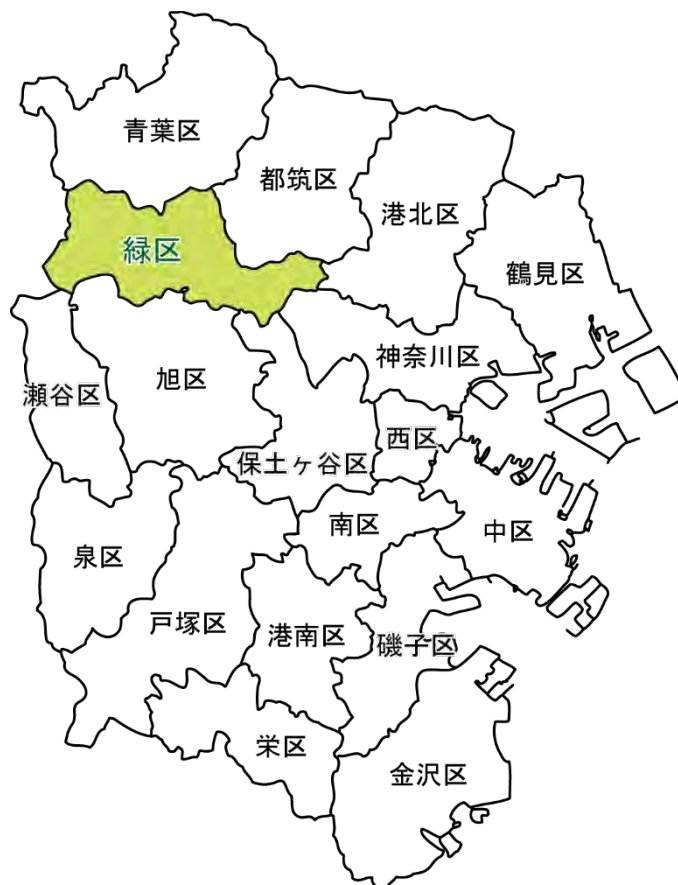 青葉区
都筑区
港北区
緑区
鶴見区
神奈川区
瀬谷区
旭区
西区
保土ヶ谷区
南区
中区
泉区
戸塚区
港南区
磯子区
栄区
金沢区